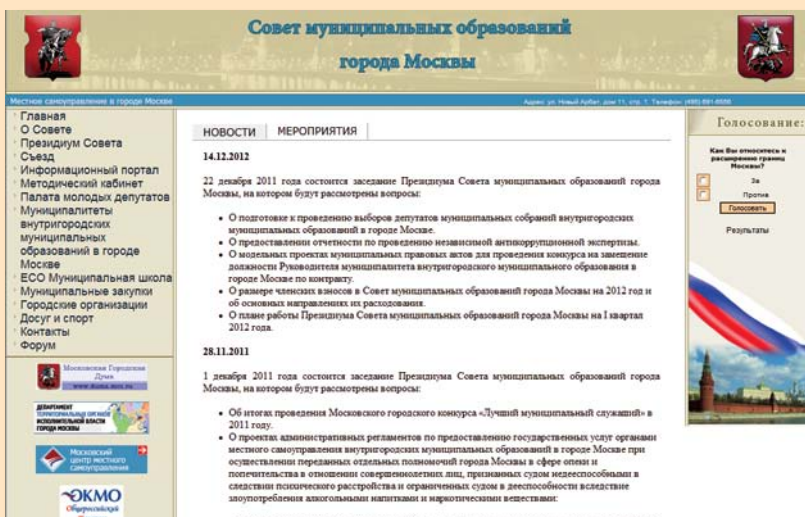 Совет муниципальных образований
города Москвы
Местное самоуправление в городе Москве
Адрес: ул. Новый Арбат, дом 11, стр. 1. Телефон: (495) 691-6556
Главная
О Совете
Президиум Совета
Съезд
Информационный портал
Методический кабинет
Палата молодых депутатов
Муниципалитеты
внутригородских
муниципальных
образований в городе
Москве
ЕСО Муниципальная школа
Муниципальные закупки
Городские организации
Досуг и спорт
Контакты
Форум
Московская Городская
Дума
www.duma.mos.ru
ДЕПАРТАМЕНТ
ТЕРРИТОРИАЛЬНЫХ ОРГАНОВ
ИСПОЛНИТЕЛЬНОЙ ВЛАСТИ
ГОРОДА МОСКВЫ
Московский
центр местного
самоуправления
ОКМО
Общероссийский
НОВОСТИ МЕРОПРИЯТИЯ
14.12.2012
22 декабря 2011 года состоится заседание Президиума Совета муниципальных образований города
Москвы, на котором будут рассмотрены вопросы:
О подготовке к проведению выборов депутатов муниципальных собраний внутригородских
муниципальных образований в городе Москве.
О предоставлении отчетности по проведению независимой антикоррупционной экспертизы.
О модельных проектах муниципальных правовых актов для проведения конкурса на замещение
должности Руководителя муниципалитета внутригородского муниципального образования в
городе Москве по контракту.
О размере членских взносов в Совет муниципальных образований города Москвы на 2012 год и
об основных направлениях их расходования.
О плане работы Президиума Совета муниципальных образований города Москвы на I квартал
2012 года.
28.11.2011
1 декабря 2011 года состоится заседание Президиума Совета муниципальных образований города
Москвы, на котором будут рассмотрены вопросы:
Об итогах проведения Московского городского конкурса «Лучший муниципальный служащий» в
2011 году.
О проектах административных регламентов по предоставлению государственных услуг органами
местного самоуправления внутригородских муниципальных образований в городе Москве при
осуществлении переданных отдельных полномочий города Москвы в сфере опеки и
попечительства в отношении совершеннолетних лиц, признанных судом недееспособными в
следствии психического расстройства и ограниченных судом в дееспособности вследствие
злоупотребления алкогольными напитками и наркотическими веществами:
Голосование:
Как Вы относитесь к
расширению границ
Москвы?
За
Против
Голосовать
Результаты